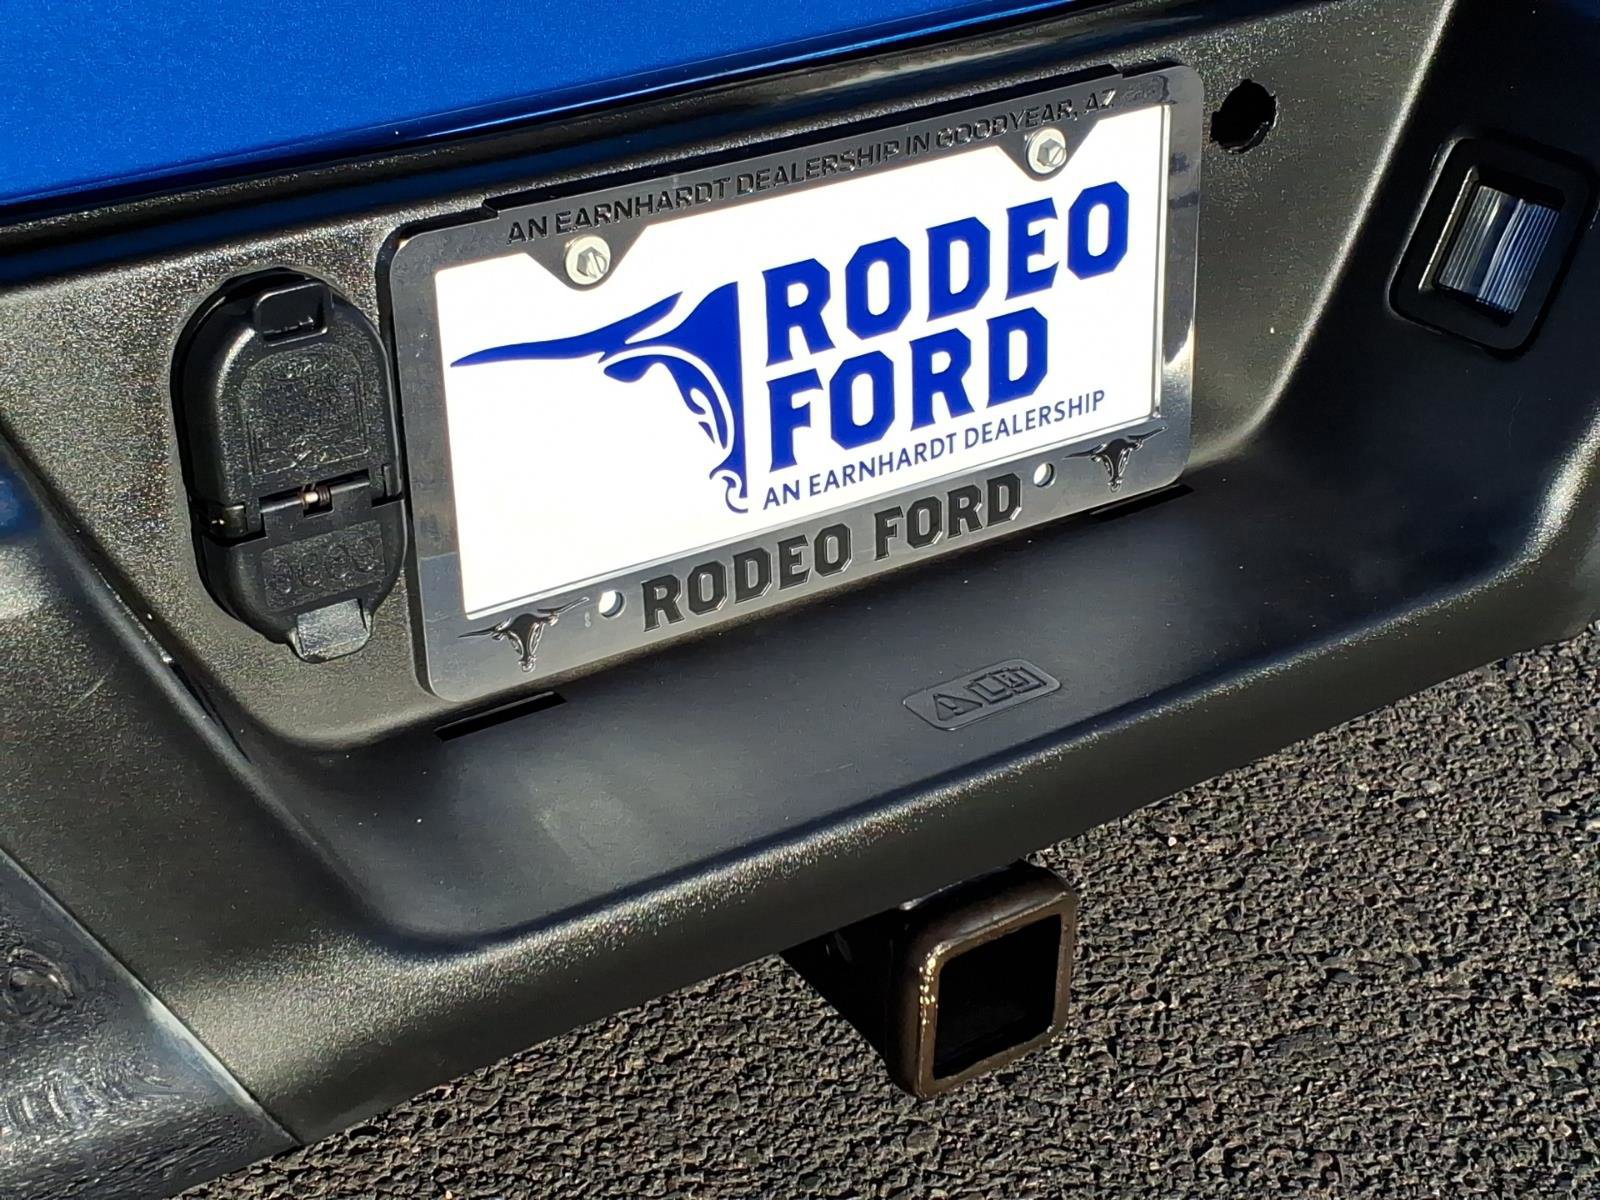 AN EARNHARDT DEALERSHIP IN GOODYEAR, AZ
RODEO
FORD
AN EARNHARDT DEALERSHIP
RODEO FORD